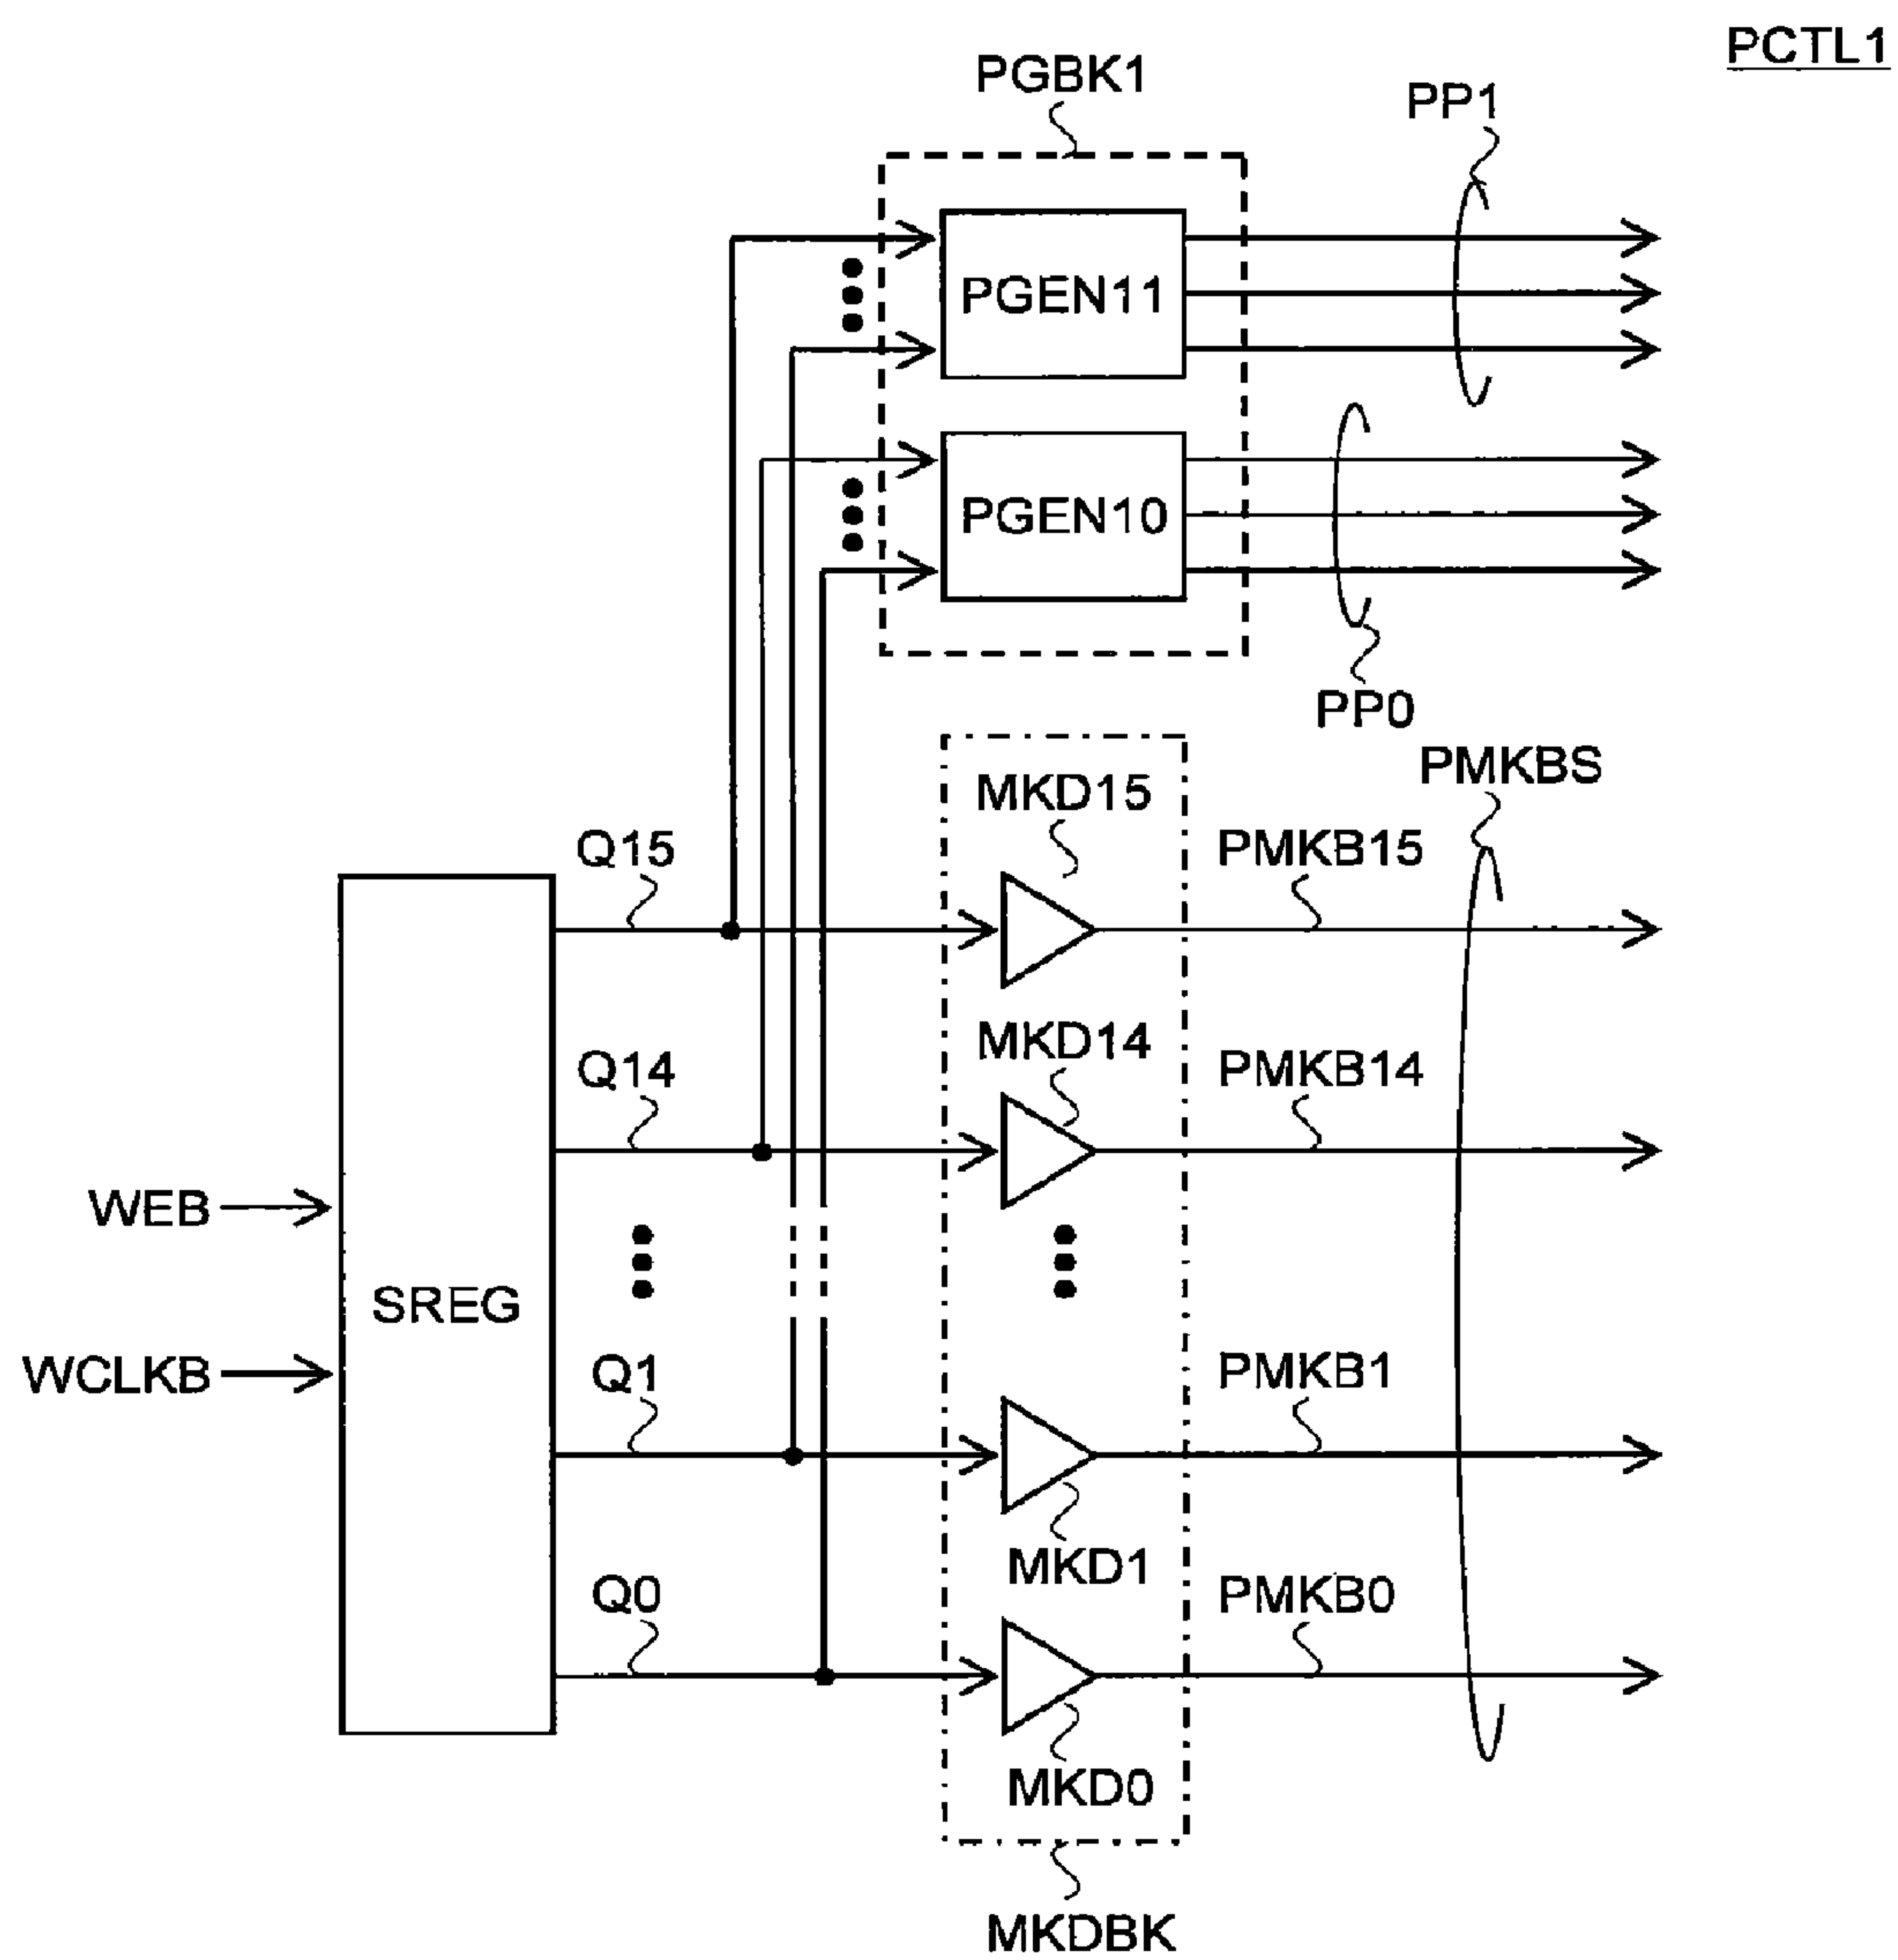 PCTL1
PGBK1
PP1
PGEN11
PGEN10
PP0
PMKBS
MKD15
Q15
PMKB15
MKD14
Q14
PMKB14
WEB
SREG
WCLKB
Q1
PMKB1
MKD1
Q0
PMKB0
MKD0
MKDBK